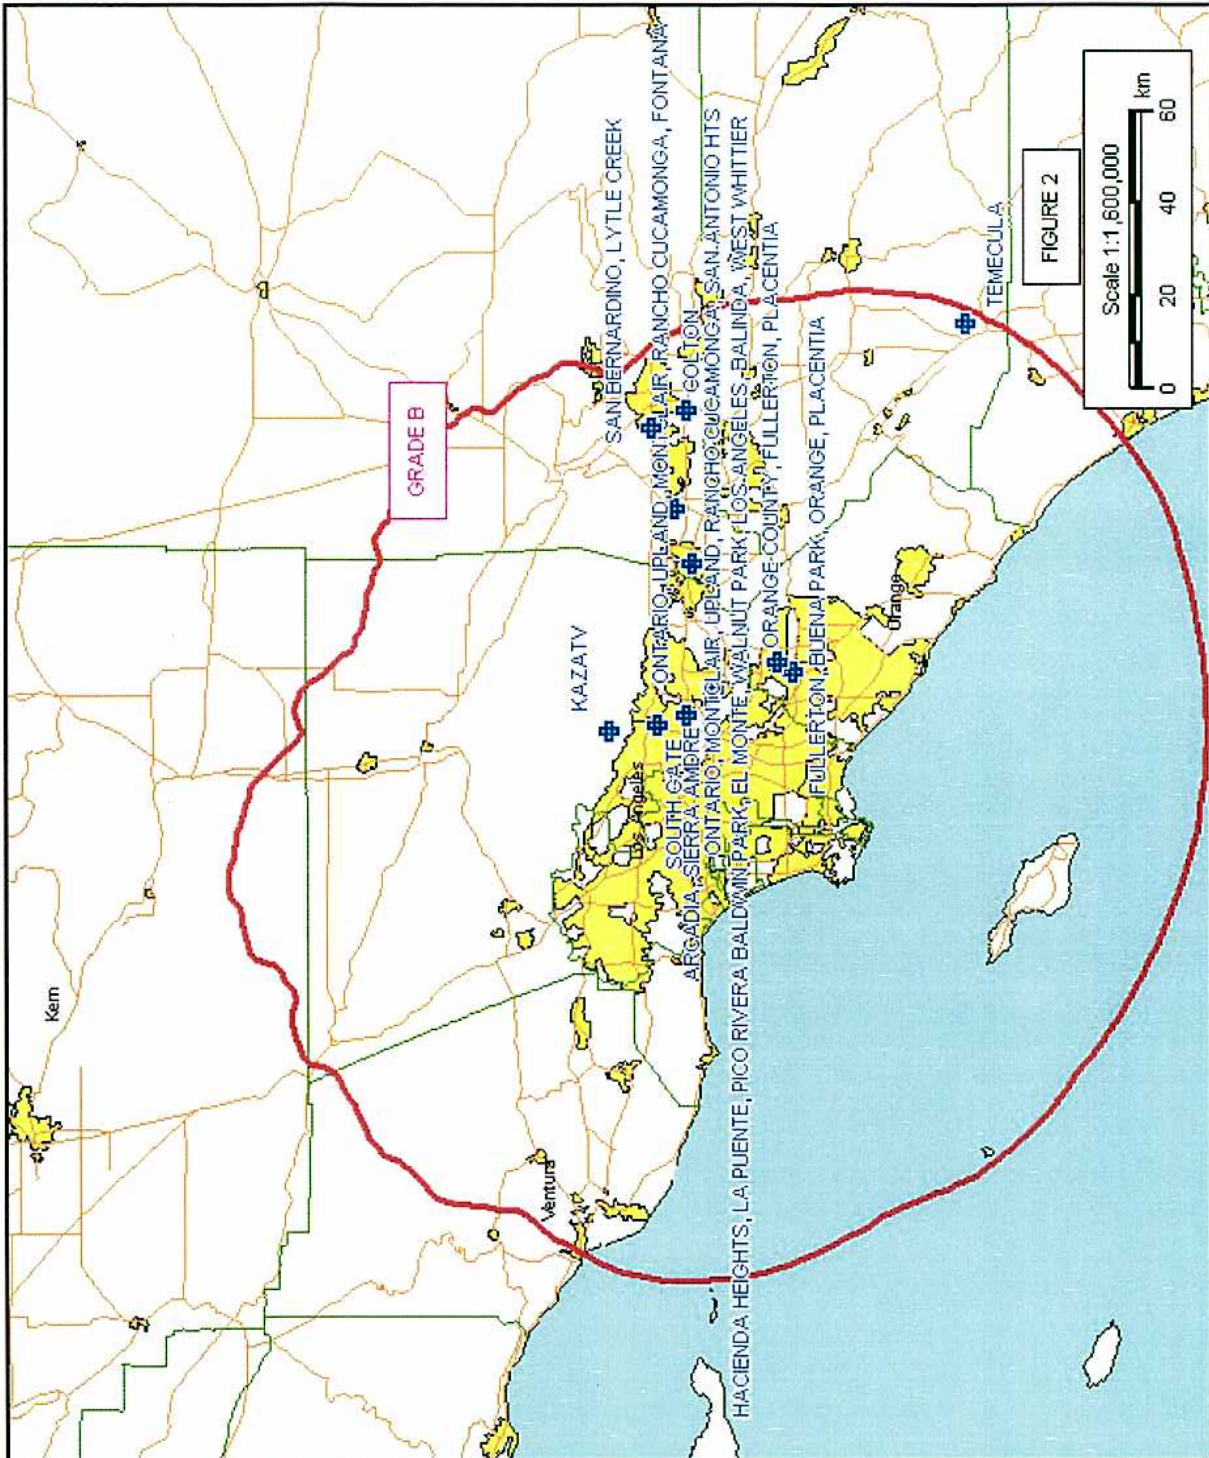 Kern
GRADE B
SAN BERNARDINO, LYTLE CREEK
KAZATV
ONTARIO, UPLAND, MONTCLAIR, RANCHO CUCAMONGA, FONTANA
COLTON
Los Angeles
SOUTH GATE
ARCADIA, SIERRA AMDRE
ONTARIO, MONTCLAIR, UPLAND, RANCHO CUCAMONGA, SAN ANTONIO HTS
HACIENDA HEIGHTS, LA PUENTE, PICO RIVERA BALDWIN PARK, EL MONTE, WALNUT PARK, LOS ANGELES, BALINDA, WEST WHITTIER
ORANGE COUNTY, FULLERTON, PLACENTIA
FULLERTON, BUENA PARK, ORANGE, PLACENTIA
Ventura
Orange
TEMECULA
FIGURE 2
Scale 1:1,600,000
km
0 20 40 60